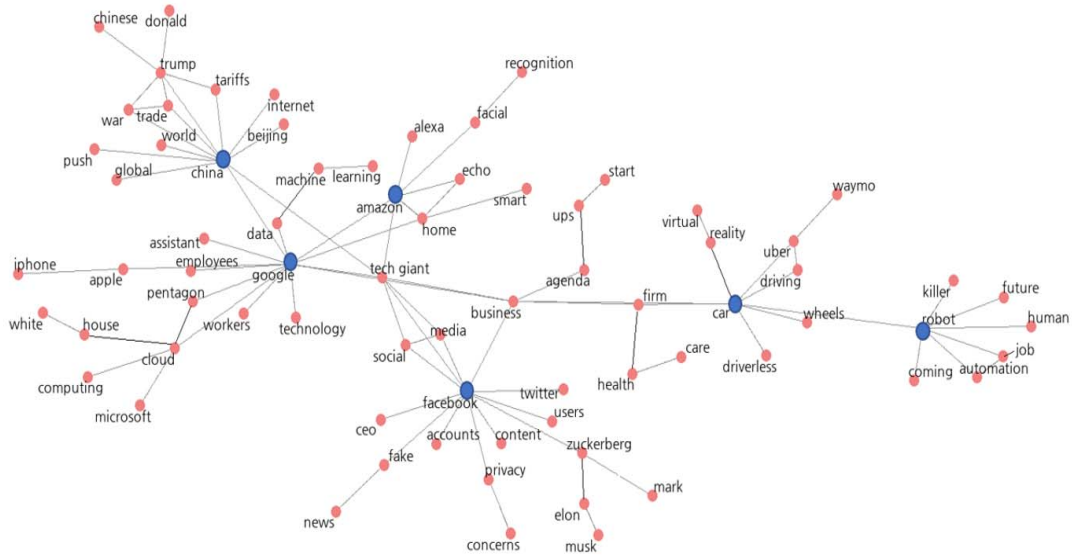 chinese
donald
trump
tariffs
recognition
internet
war
trade
facial
alexa
world
beijing
push
global
china
machine
learning
echo
start
smart
waymo
amazon
ups
virtual
home
reality
data
assistant
uber
iphone
employees
google
tech giant
apple
driving
agenda
pentagon
killer
future
firm
business
car
wheels
robot
human
white
house
workers
technology
media
social
cloud
care
job
computing
health
driverless
coming
automation
microsoft
facebook
twitter
users
ceo
accounts
content
zuckerberg
fake
privacy
mark
news
elon
concerns
musk